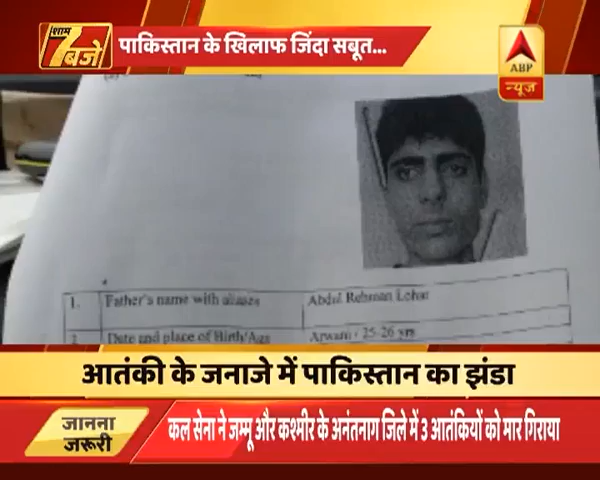 शाम
7 बजे
पाकिस्तान के खिलाफ जिंदा सबूत...
ABP
न्यूज़
1. Father's name with aliases Abdul Rehman Lohar
2 Date and place of Birth/Age Arwani / 25-26 yrs
आतंकी के जनाजे में पाकिस्तान का झंडा
जानना
जरूरी
कल सेना ने जम्मू और कश्मीर के अनंतनाग जिले में 3 आतंकियों को मार गिराया